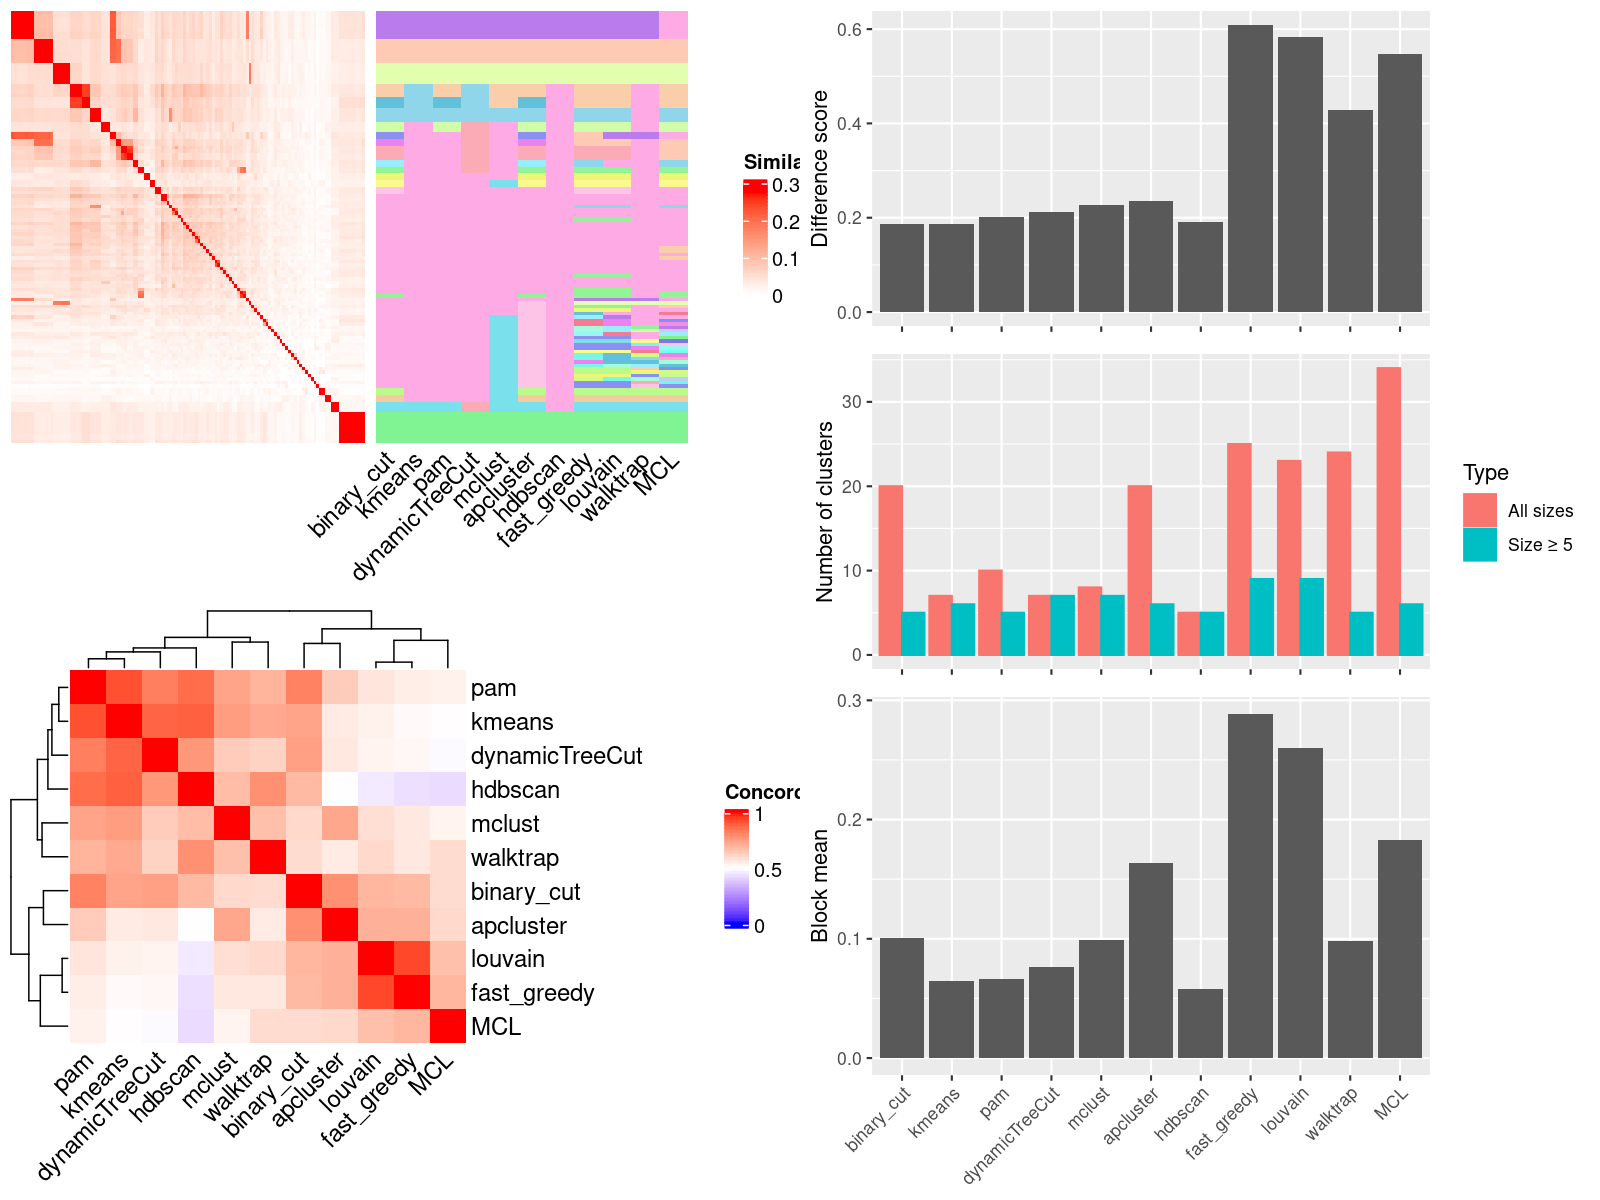 Simila
0.3
0.2
0.1
0
binary_cut
kmeans
pam
dynamicTreeCut
mclust
apcluster
hdbscan
fast_greedy
louvain
walktrap
MCL
Difference score
0.6
0.4
0.2
0.0
Number of clusters
30
20
10
0
Type
All sizes
Size ≥ 5
pam
kmeans
dynamicTreeCut
hdbscan
mclust
walktrap
binary_cut
apcluster
louvain
fast_greedy
MCL
pam
kmeans
dynamicTreeCut
hdbscan
mclust
walktrap
binary_cut
apcluster
louvain
fast_greedy
MCL
Concord
1
0.5
0
Block mean
0.3
0.2
0.1
0.0
binary_cut
kmeans
pam
dynamicTreeCut
mclust
apcluster
hdbscan
fast_greedy
louvain
walktrap
MCL